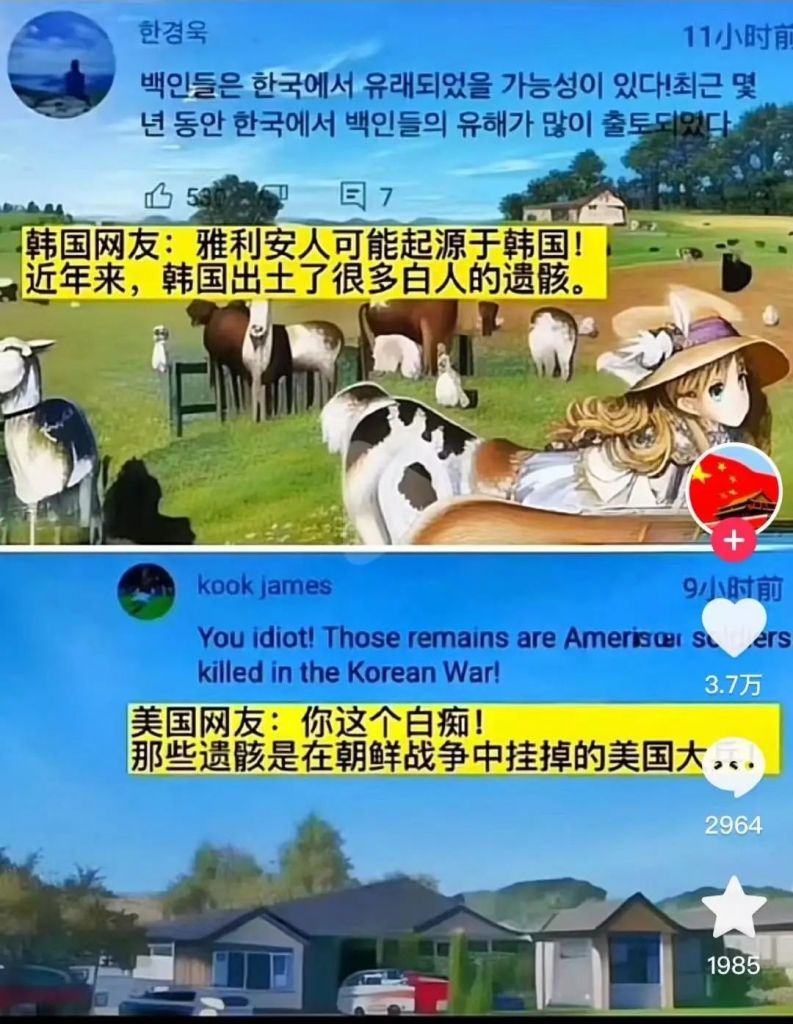 한경욱
11小时前
백인들은 한국에서 유래되었을 가능성이 있다!최근 몇
년 동안 한국에서 백인들의 유해가 많이 출토되었다
530
7
韩国网友：雅利安人可能起源于韩国！
近年来，韩国出土了很多白人的遗骸。
kook james
9小时前
You idiot! Those remains are American soldiers
killed in the Korean War!
美国网友：你这个白痴！
那些遗骸是在朝鲜战争中挂掉的美国大兵！
3.7万
2964
1985